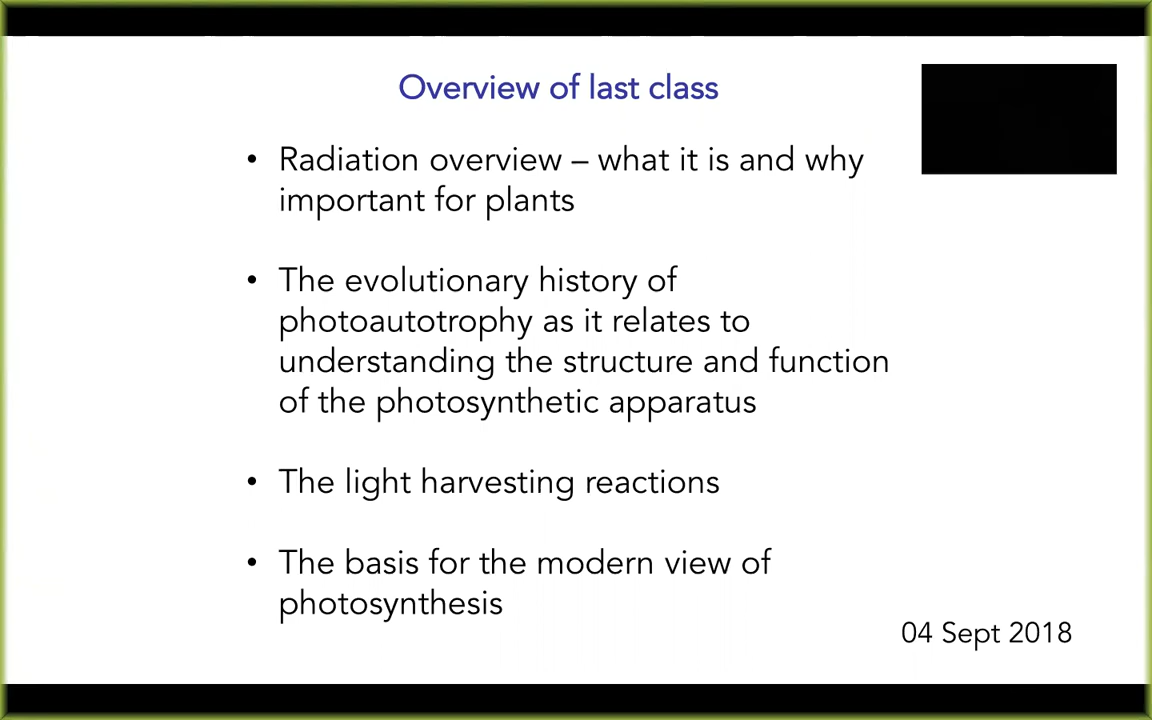 Overview of last class
• Radiation overview – what it is and why
important for plants
• The evolutionary history of
photoautotrophy as it relates to
understanding the structure and function
of the photosynthetic apparatus
• The light harvesting reactions
• The basis for the modern view of
photosynthesis
04 Sept 2018